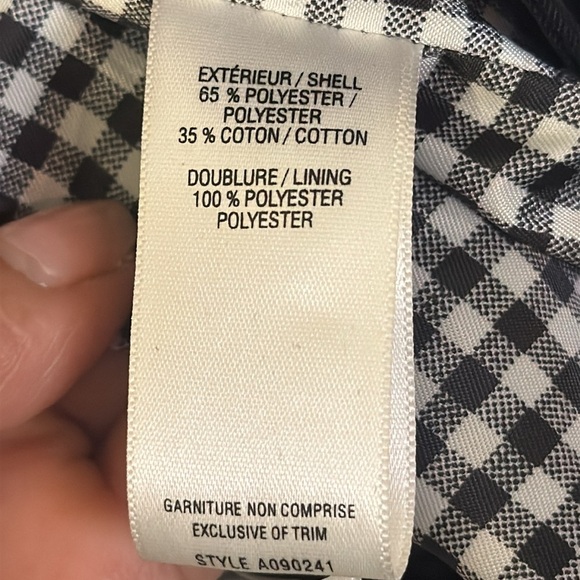 EXTÉRIEUR / SHELL
65 % POLYESTER /
POLYESTER
35 % COTON / COTTON
DOUBLURE / LINING
100 % POLYESTER
POLYESTER
GARNITURE NON COMPRISE
EXCLUSIVE OF TRIM
STYLE A090241